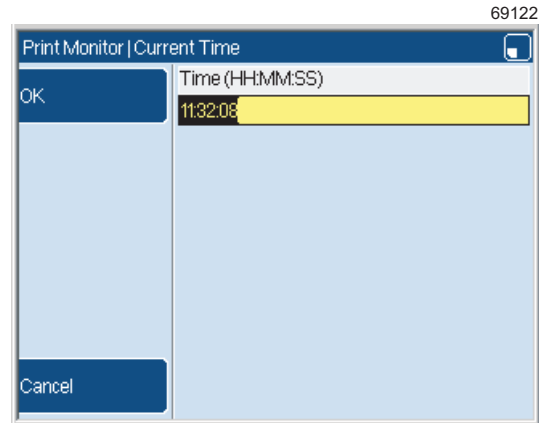 69122
Print Monitor | Current Time
OK
Time (HH:MM:SS)
11:32:08
Cancel